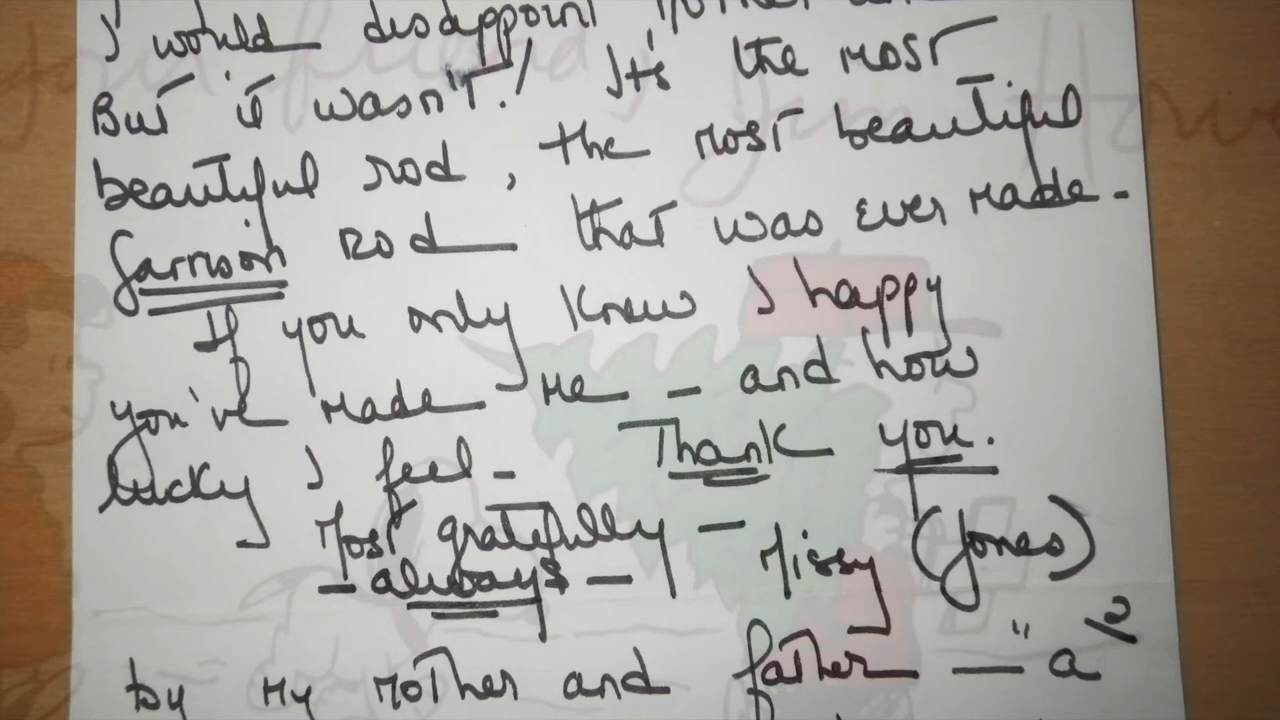 I would disappoint
But it wasn't! It's the most
beautiful rod, the most beautiful
Garrison Rod that was ever made-
If you only knew I happy
you've made me - and how
lucky I feel- Thank you.
Most gratefully -
- always - Missy (Jones)
by my mother and father — "a